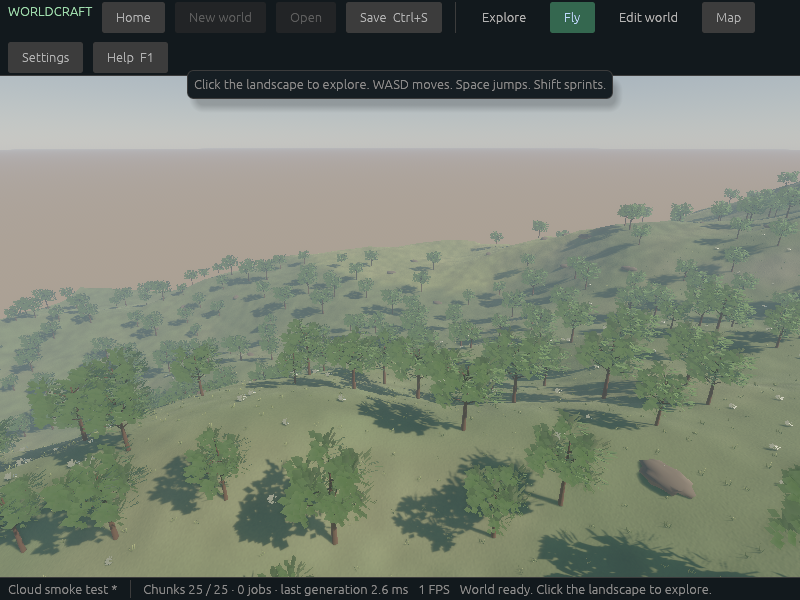 WORLDCRAFT Home New world Open Save Ctrl+S Explore Fly Edit world Map
Settings Help F1
Click the landscape to explore. WASD moves. Space jumps. Shift sprints.
Cloud smoke test * Chunks 25 / 25 · 0 jobs · last generation 2.6 ms 1 FPS World ready. Click the landscape to explore.